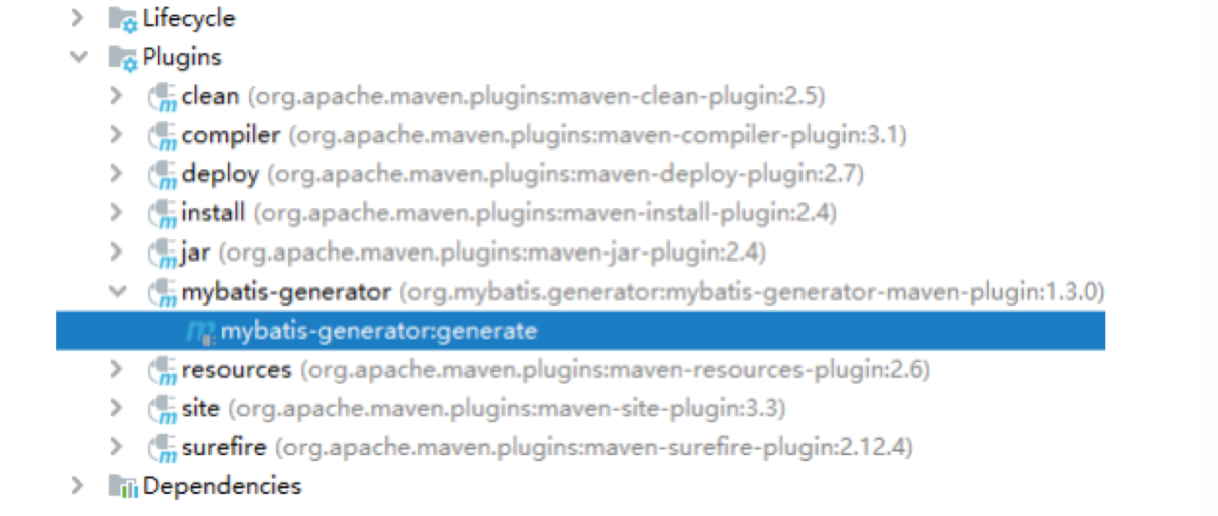 Lifecycle
Plugins
clean (org.apache.maven.plugins:maven-clean-plugin:2.5)
compiler (org.apache.maven.plugins:maven-compiler-plugin:3.1)
deploy (org.apache.maven.plugins:maven-deploy-plugin:2.7)
install (org.apache.maven.plugins:maven-install-plugin:2.4)
jar (org.apache.maven.plugins:maven-jar-plugin:2.4)
mybatis-generator (org.mybatis.generator:mybatis-generator-maven-plugin:1.3.0)
mybatis-generator:generate
resources (org.apache.maven.plugins:maven-resources-plugin:2.6)
site (org.apache.maven.plugins:maven-site-plugin:3.3)
surefire (org.apache.maven.plugins:maven-surefire-plugin:2.12.4)
Dependencies